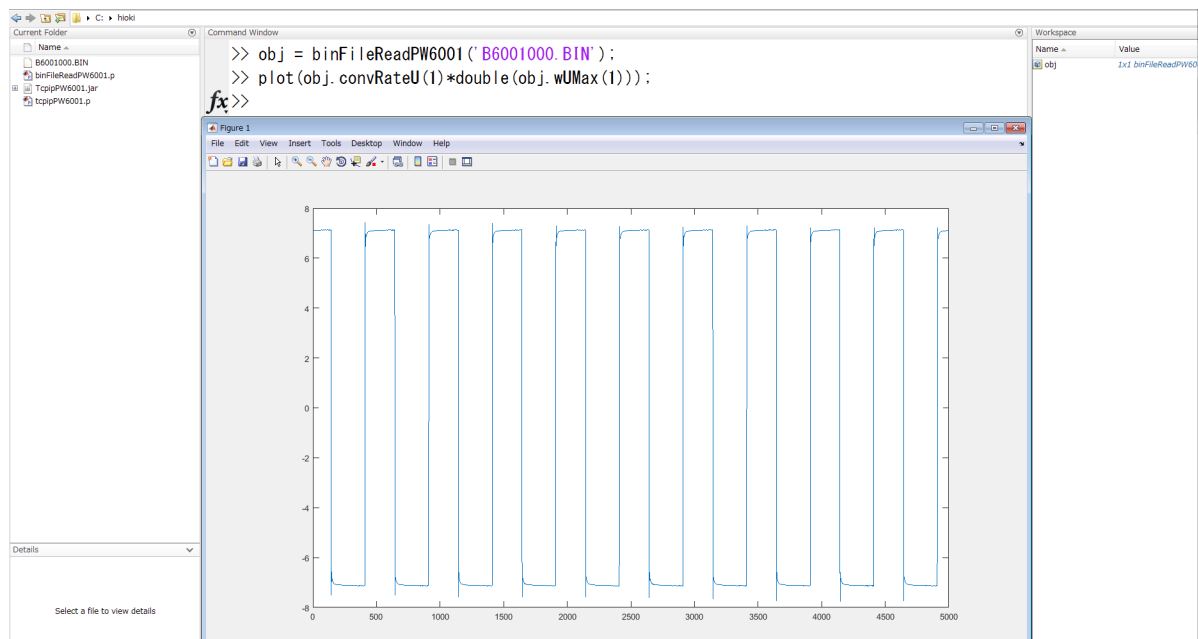 C: hioki
Current Folder
Name
B6001000.BIN
binFileReadPW6001.p
TcpipPW6001.jar
tcpipPW6001.p
Details
Select a file to view details
Command Window
>> obj = binFileReadPW6001('B6001000.BIN');
>> plot(obj.convRateU(1)*double(obj.wUMax(1)));
fx >>
Figure 1
File Edit View Insert Tools Desktop Window Help
8
6
4
2
0
-2
-4
-6
-8
0 500 1000 1500 2000 2500 3000 3500 4000 4500 5000
Workspace
Name Value
obj 1x1 binFileReadPW60